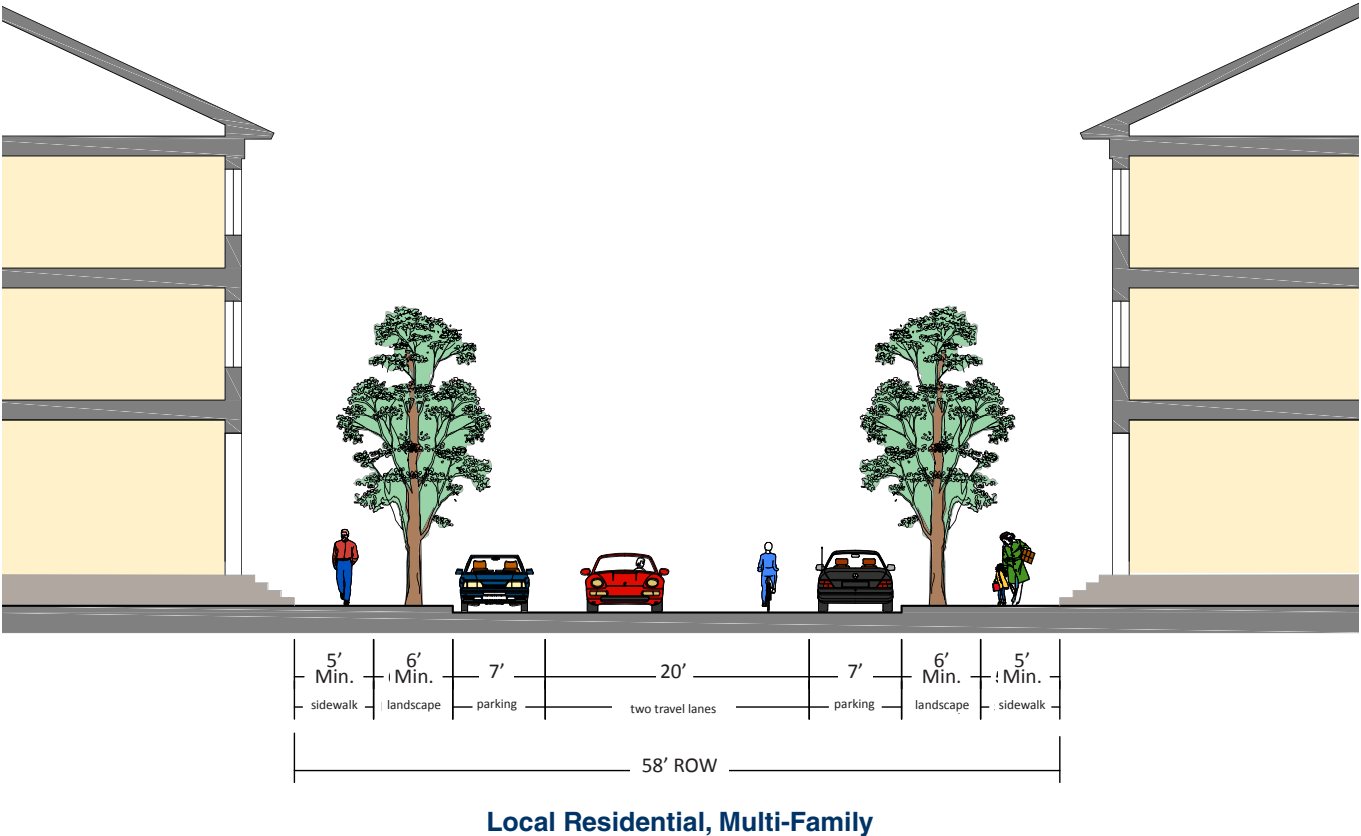 5’ Min. 6’ Min. 7’ 20’ 7’ 6’ Min. 5’ Min.
sidewalk landscape parking two travel lanes parking landscape sidewalk
58’ ROW
Local Residential, Multi-Family